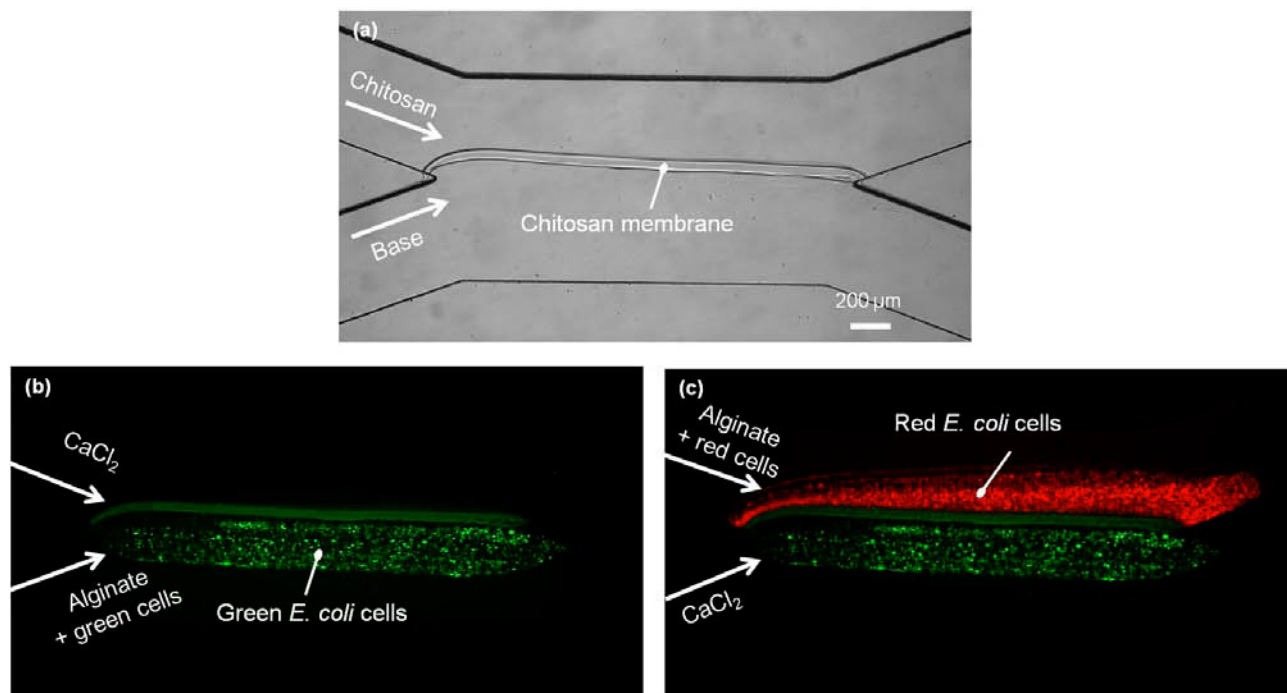 (a)
Chitosan
Base
Chitosan membrane
200 µm
(b)
CaCl₂
Alginate
+ green cells
Green E. coli cells
(c)
Alginate
+ red cells
Red E. coli cells
CaCl₂